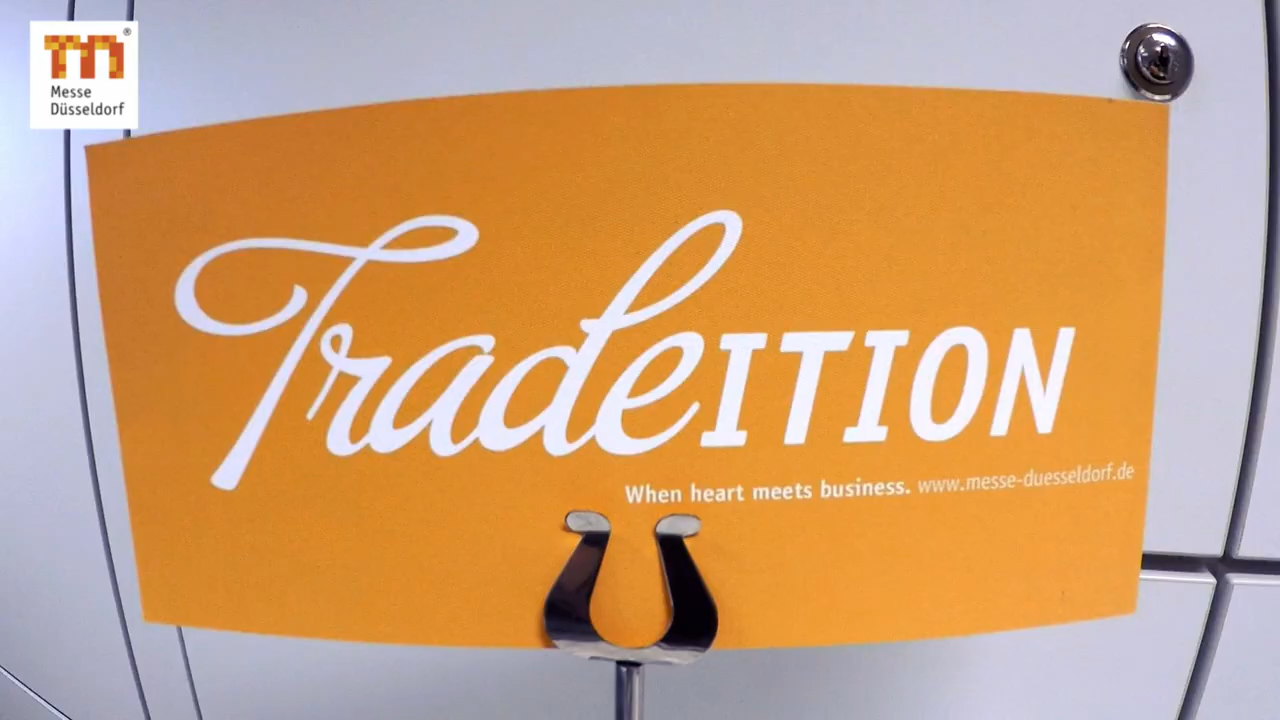 m®
Messe
Düsseldorf
TradeITION
When heart meets business. www.messe-duesseldorf.de